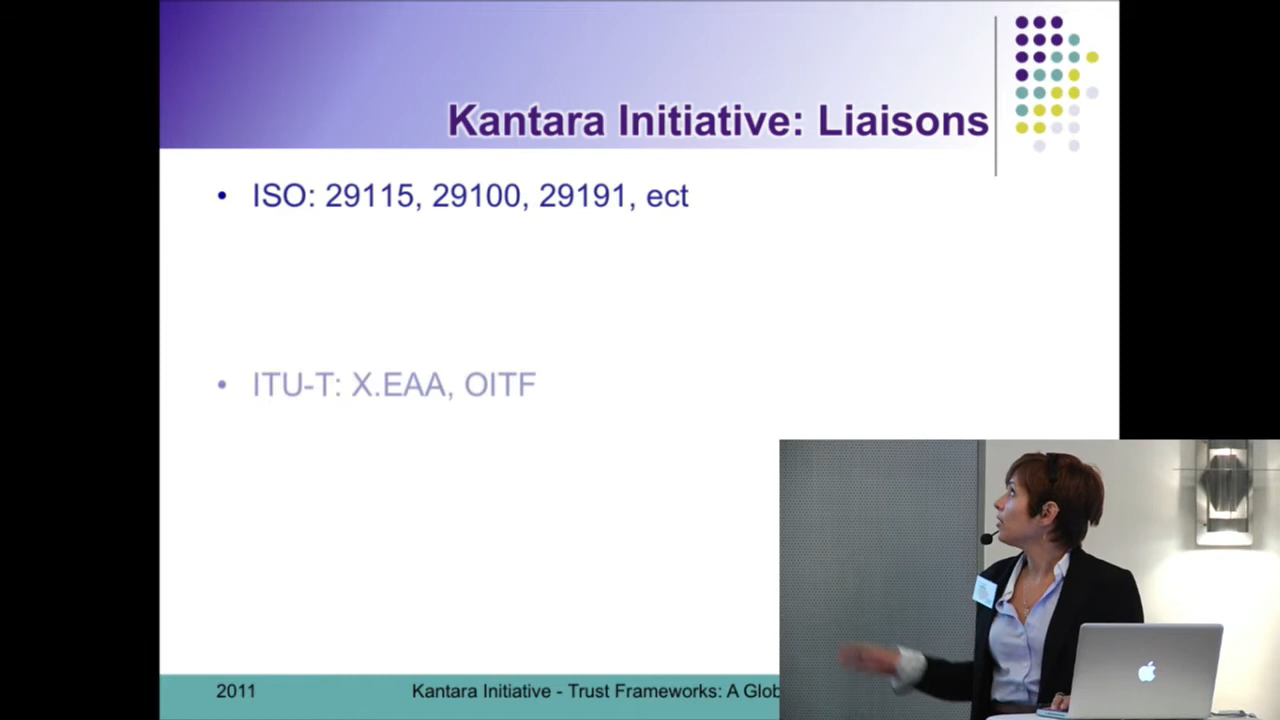 Kantara Initiative: Liaisons
• ISO: 29115, 29100, 29191, ect
• ITU-T: X.EAA, OITF
2011
Kantara Initiative - Trust Frameworks: A Glob